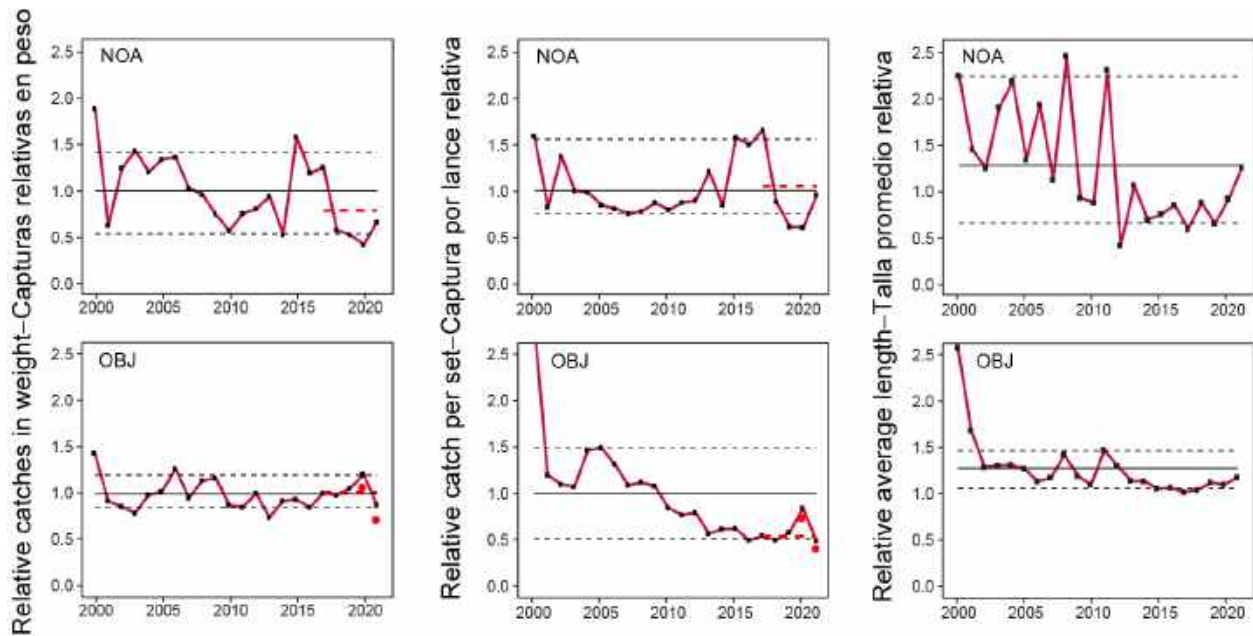 Relative catches in weight–Capturas relativas en peso
NOA
2.5
2.0
1.5
1.0
0.5
0.0
2000 2005 2010 2015 2020
OBJ
2.5
2.0
1.5
1.0
0.5
0.0
2000 2005 2010 2015 2020
Relative catch per set–Captura por lance relativa
NOA
2.5
2.0
1.5
1.0
0.5
0.0
2000 2005 2010 2015 2020
OBJ
2.5
2.0
1.5
1.0
0.5
0.0
2000 2005 2010 2015 2020
Relative average length–Talla promedio relativa
NOA
2.5
2.0
1.5
1.0
0.5
0.0
2000 2005 2010 2015 2020
OBJ
2.5
2.0
1.5
1.0
0.5
0.0
2000 2005 2010 2015 2020